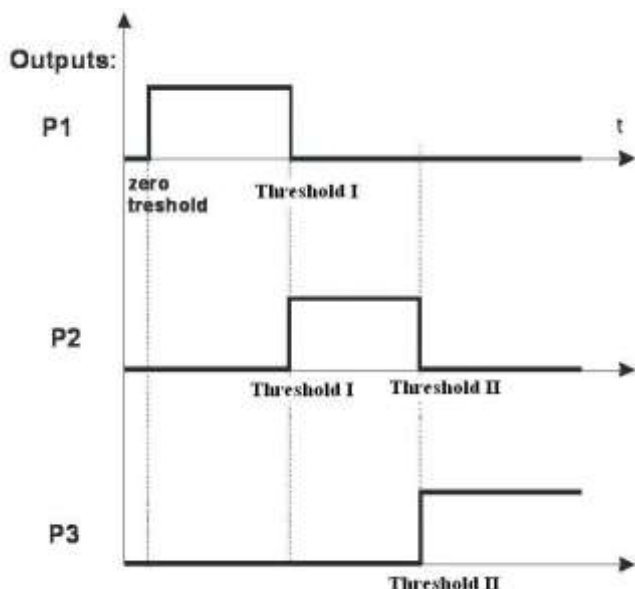 Outputs:
P1
t
zero
treshold
Threshold I
P2
Threshold I
Threshold II
P3
Threshold II